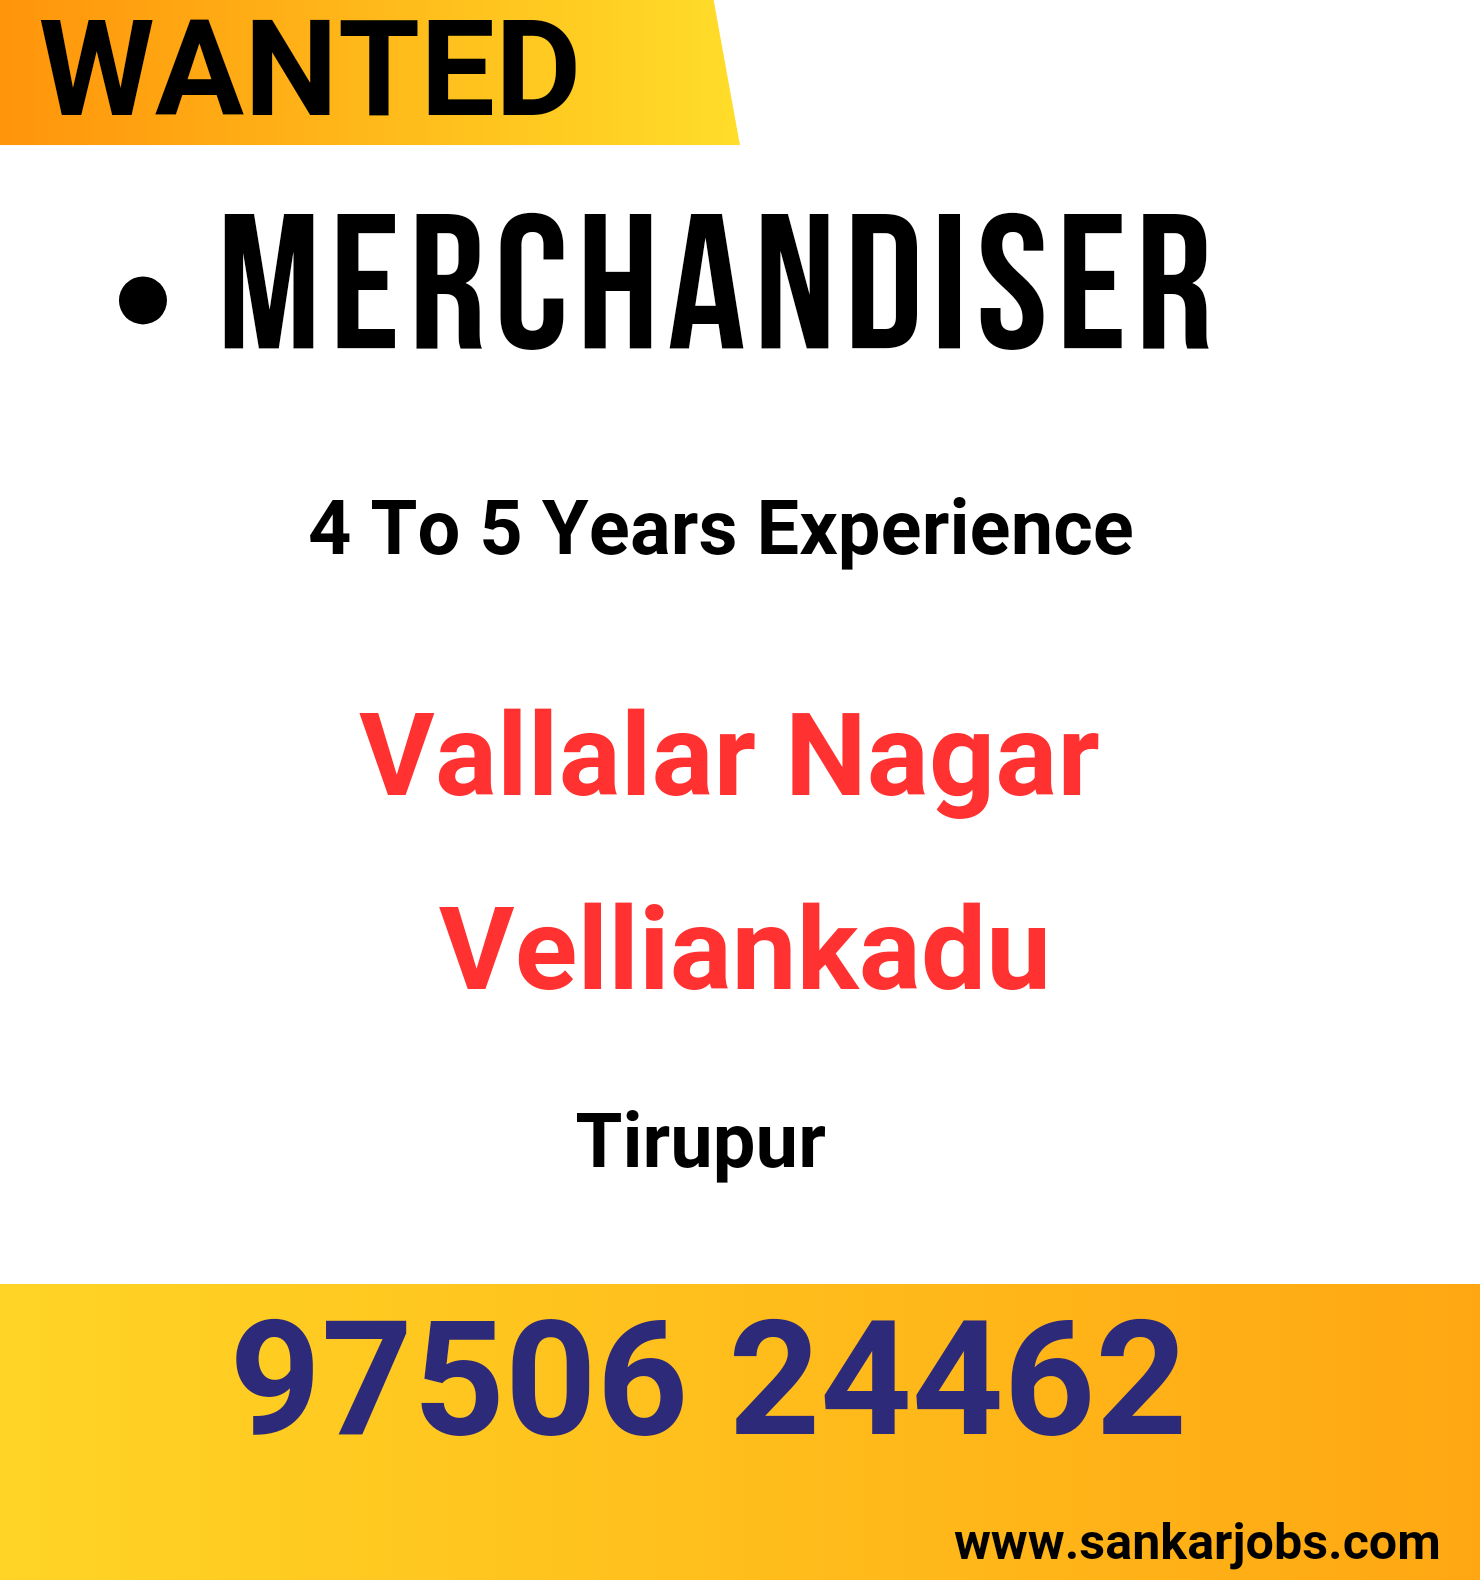 WANTED
• MERCHANDISER
4 To 5 Years Experience
Vallalar Nagar
Velliankadu
Tirupur
97506 24462
www.sankarjobs.com